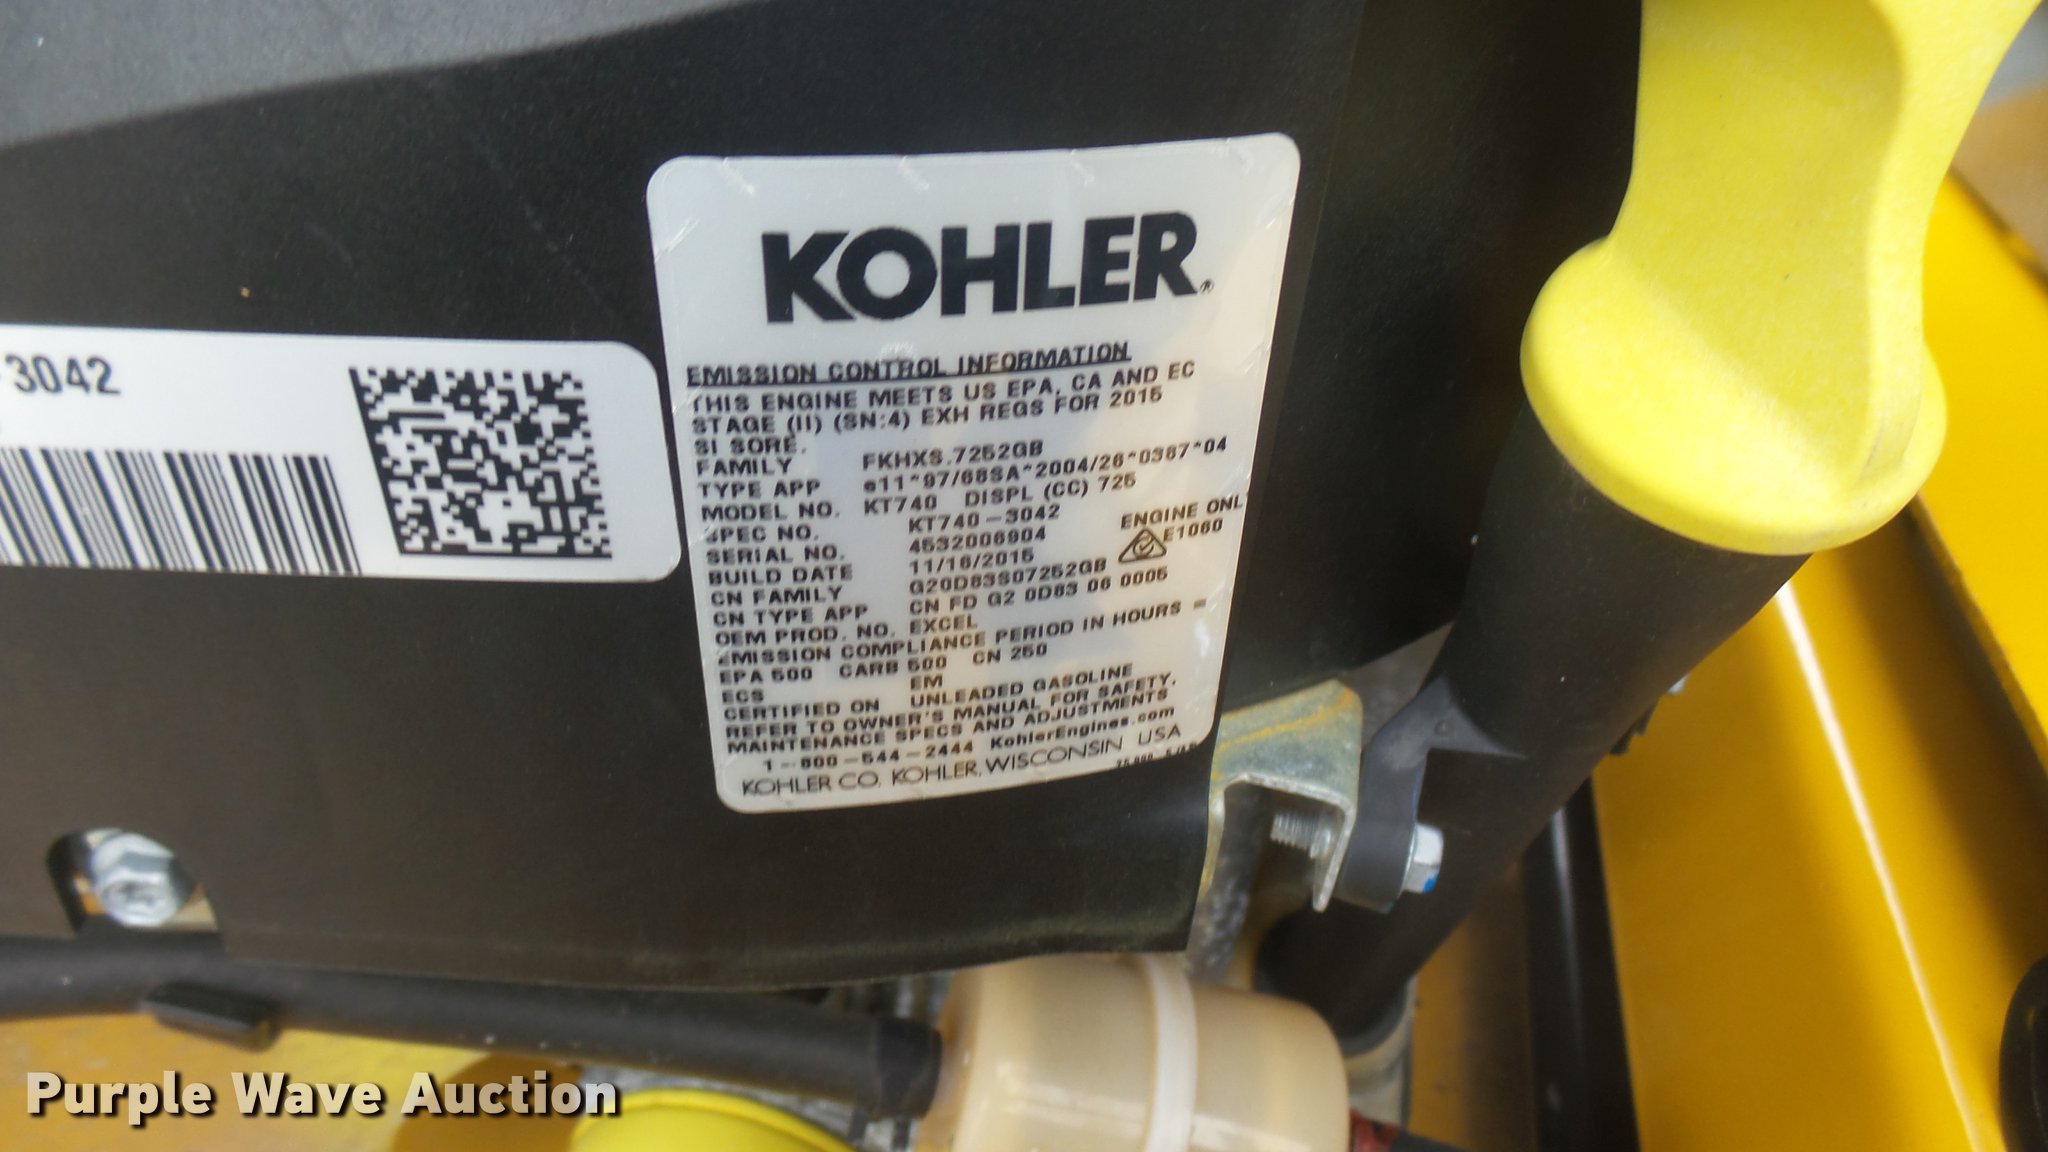 3042
KOHLER®
EMISSION CONTROL INFORMATION
THIS ENGINE MEETS US EPA, CA AND EC
STAGE (II) (SN:4) EXH REGS FOR 2015
SI SORE.
FAMILY FKHXS.7252GB
TYPE APP e11*97/68SA*2004/26*0387*04
MODEL NO. KT740 DISPL (CC) 725
SPEC NO. KT740-3042 ENGINE ONL
SERIAL NO. 4532006904 E1060
BUILD DATE 11/16/2015
CN FAMILY G20D83S07252GB
CN TYPE APP CN FD G2 0D83 06 0005
OEM PROD. NO. EXCEL
EMISSION COMPLIANCE PERIOD IN HOURS =
EPA 500 CARB 500 CN 250
ECS EM
CERTIFIED ON UNLEADED GASOLINE
REFER TO OWNER'S MANUAL FOR SAFETY,
MAINTENANCE SPECS AND ADJUSTMENTS
1-800-544-2444 KohlerEngines.com
KOHLER CO. KOHLER, WISCONSIN USA
Purple Wave Auction